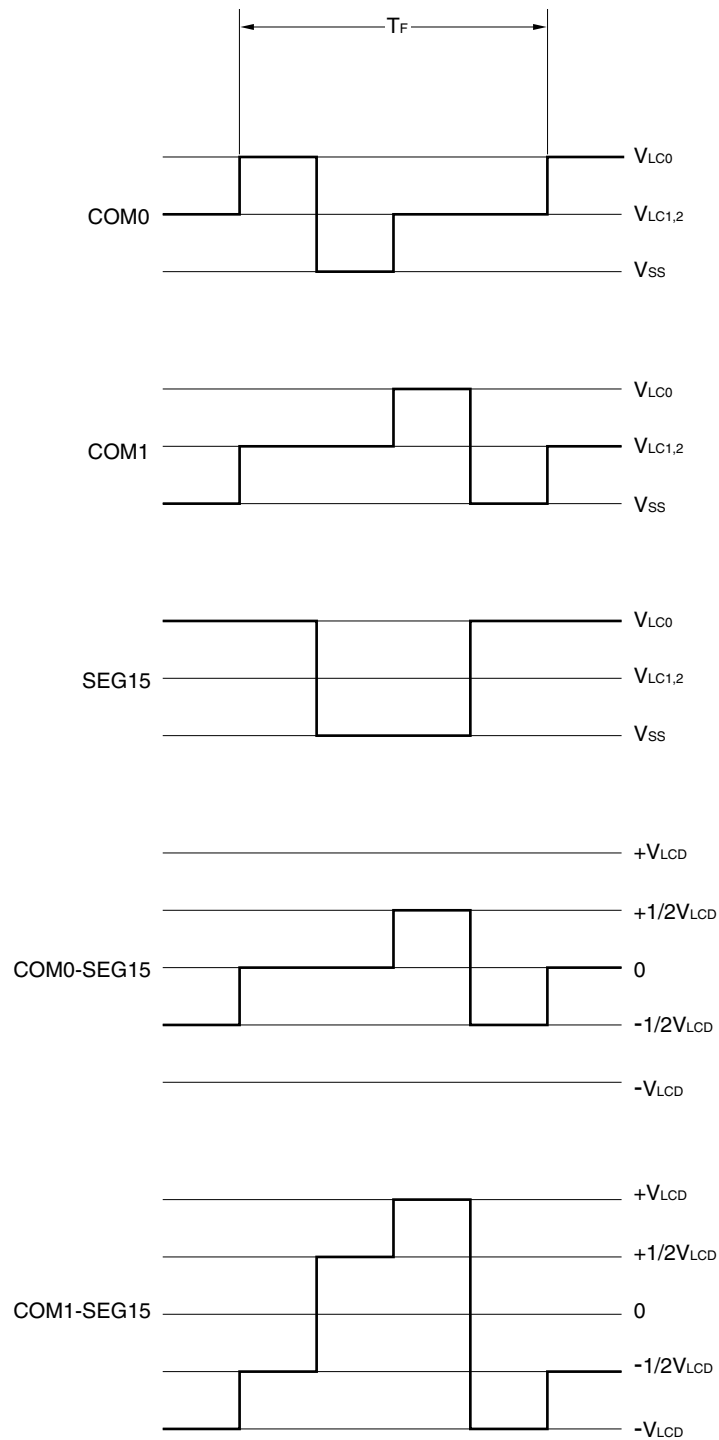 TF
VLC0
COM0
VLC1,2
VSS
VLC0
COM1
VLC1,2
VSS
VLC0
SEG15
VLC1,2
VSS
+VLCD
+1/2VLCD
COM0-SEG15
0
-1/2VLCD
-VLCD
+VLCD
+1/2VLCD
COM1-SEG15
0
-1/2VLCD
-VLCD